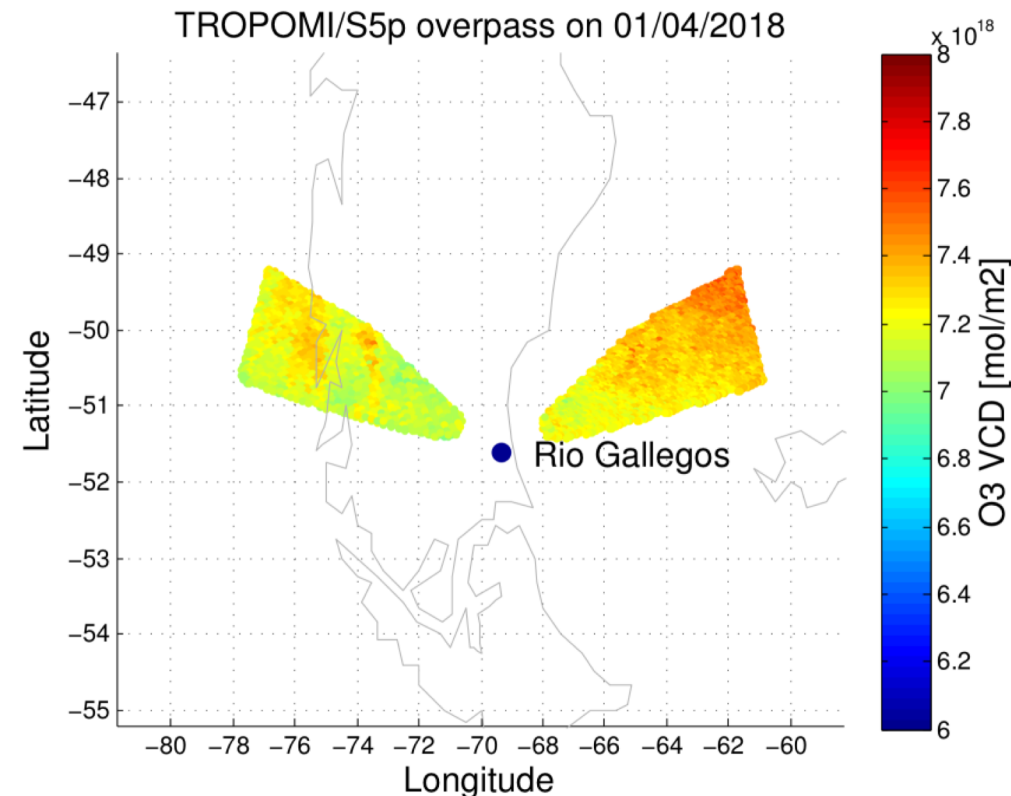 TROPOMI/S5p overpass on 01/04/2018
x 10^18
8
7.8
7.6
7.4
7.2
7
6.8
6.6
6.4
6.2
6
O3 VCD [mol/m2]
Latitude
−47
−48
−49
−50
−51
−52
−53
−54
−55
Rio Gallegos
−80 −78 −76 −74 −72 −70 −68 −66 −64 −62 −60
Longitude